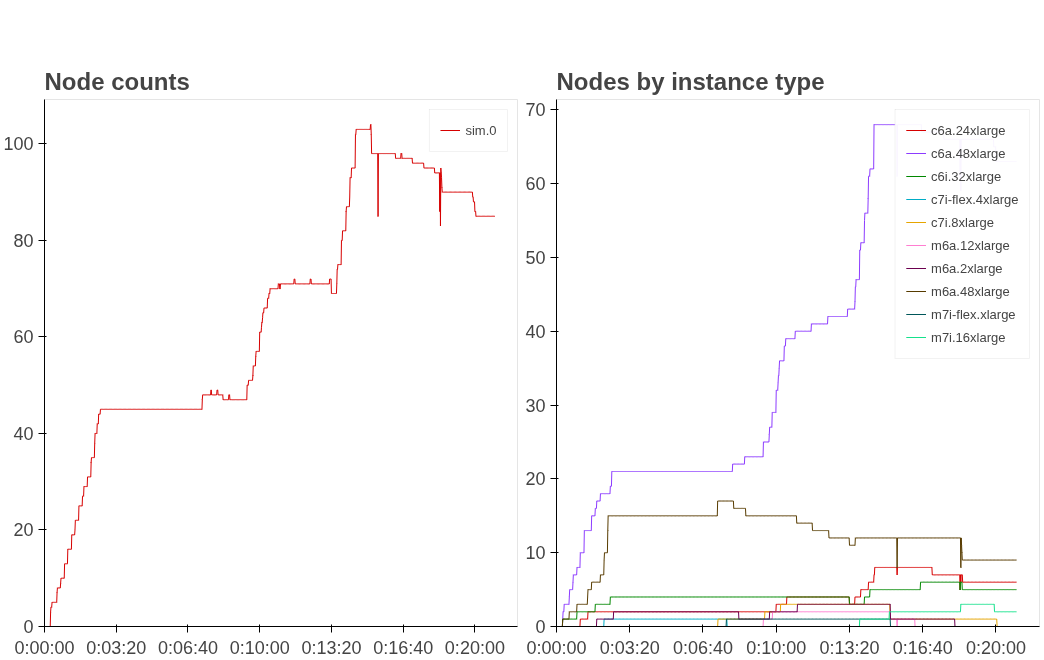 Node counts
sim.0
100
80
60
40
20
0
0:00:00 0:03:20 0:06:40 0:10:00 0:13:20 0:16:40 0:20:00
Nodes by instance type
c6a.24xlarge
c6a.48xlarge
c6i.32xlarge
c7i-flex.4xlarge
c7i.8xlarge
m6a.12xlarge
m6a.2xlarge
m6a.48xlarge
m7i-flex.xlarge
m7i.16xlarge
70
60
50
40
30
20
10
0
0:00:00 0:03:20 0:06:40 0:10:00 0:13:20 0:16:40 0:20:00